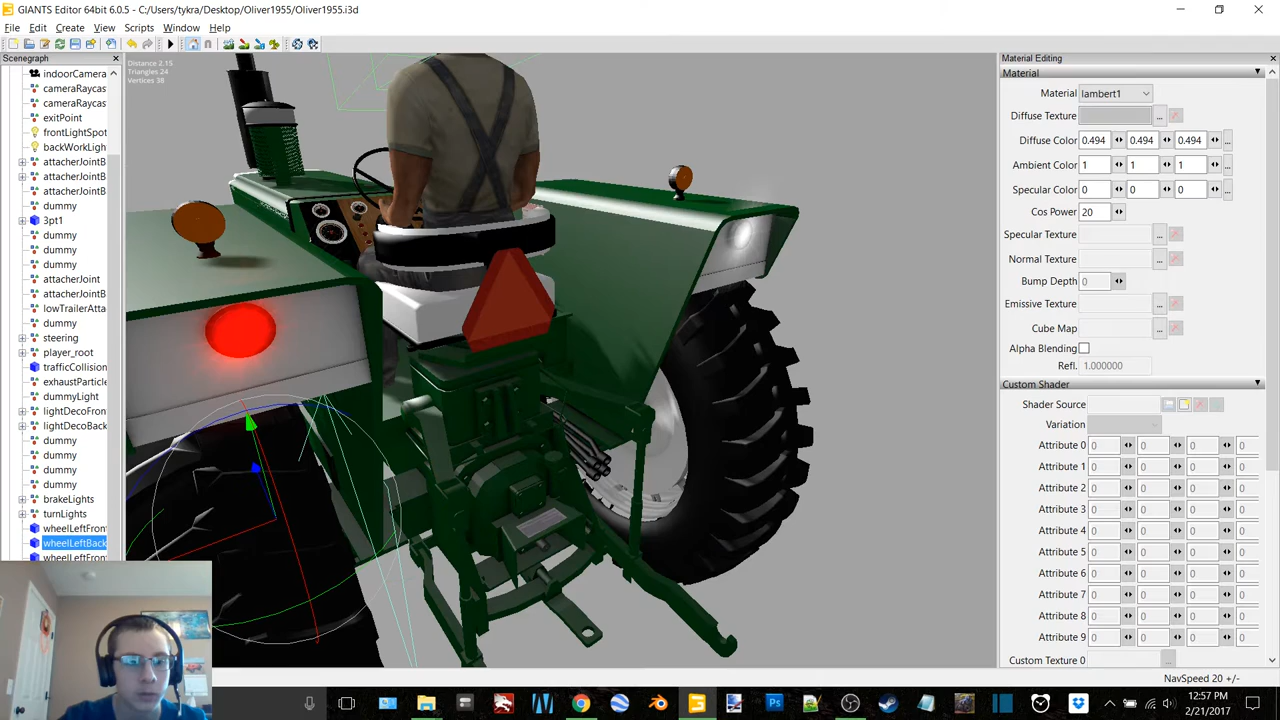 GIANTS Editor 64bit 6.0.5 - C:/Users/tykra/Desktop/Oliver1955/Oliver1955.i3d
File Edit Create View Scripts Window Help
Scenegraph
indoorCamera
cameraRaycas
cameraRaycas
exitPoint
frontLightSpot
backWorkLigh
attacherJointB
attacherJointB
attacherJointB
dummy
3pt1
dummy
dummy
dummy
attacherJoint
attacherJointB
lowTrailerAtta
dummy
steering
player_root
trafficCollision
exhaustParticle
dummyLight
lightDecoFron
lightDecoBack
dummy
dummy
dummy
dummy
brakeLights
turnLights
wheelLeftFron
wheelLeftBack
wheelLeftFron
Distance 2.15
Triangles 24
Vertices 38
Material Editing
Material
Material lambert1
Diffuse Texture ...
Diffuse Color 0.494 0.494 0.494 ...
Ambient Color 1 1 1 ...
Specular Color 0 0 0 ...
Cos Power 20
Specular Texture ...
Normal Texture ...
Bump Depth 0
Emissive Texture ...
Cube Map ...
Alpha Blending
Refl. 1.000000
Custom Shader
Shader Source
Variation
Attribute 0 0 0 0 0
Attribute 1 0 0 0 0
Attribute 2 0 0 0 0
Attribute 3 0 0 0 0
Attribute 4 0 0 0 0
Attribute 5 0 0 0 0
Attribute 6 0 0 0 0
Attribute 7 0 0 0 0
Attribute 8 0 0 0 0
Attribute 9 0 0 0 0
Custom Texture 0 ...
NavSpeed 20 +/-
12:57 PM
2/21/2017